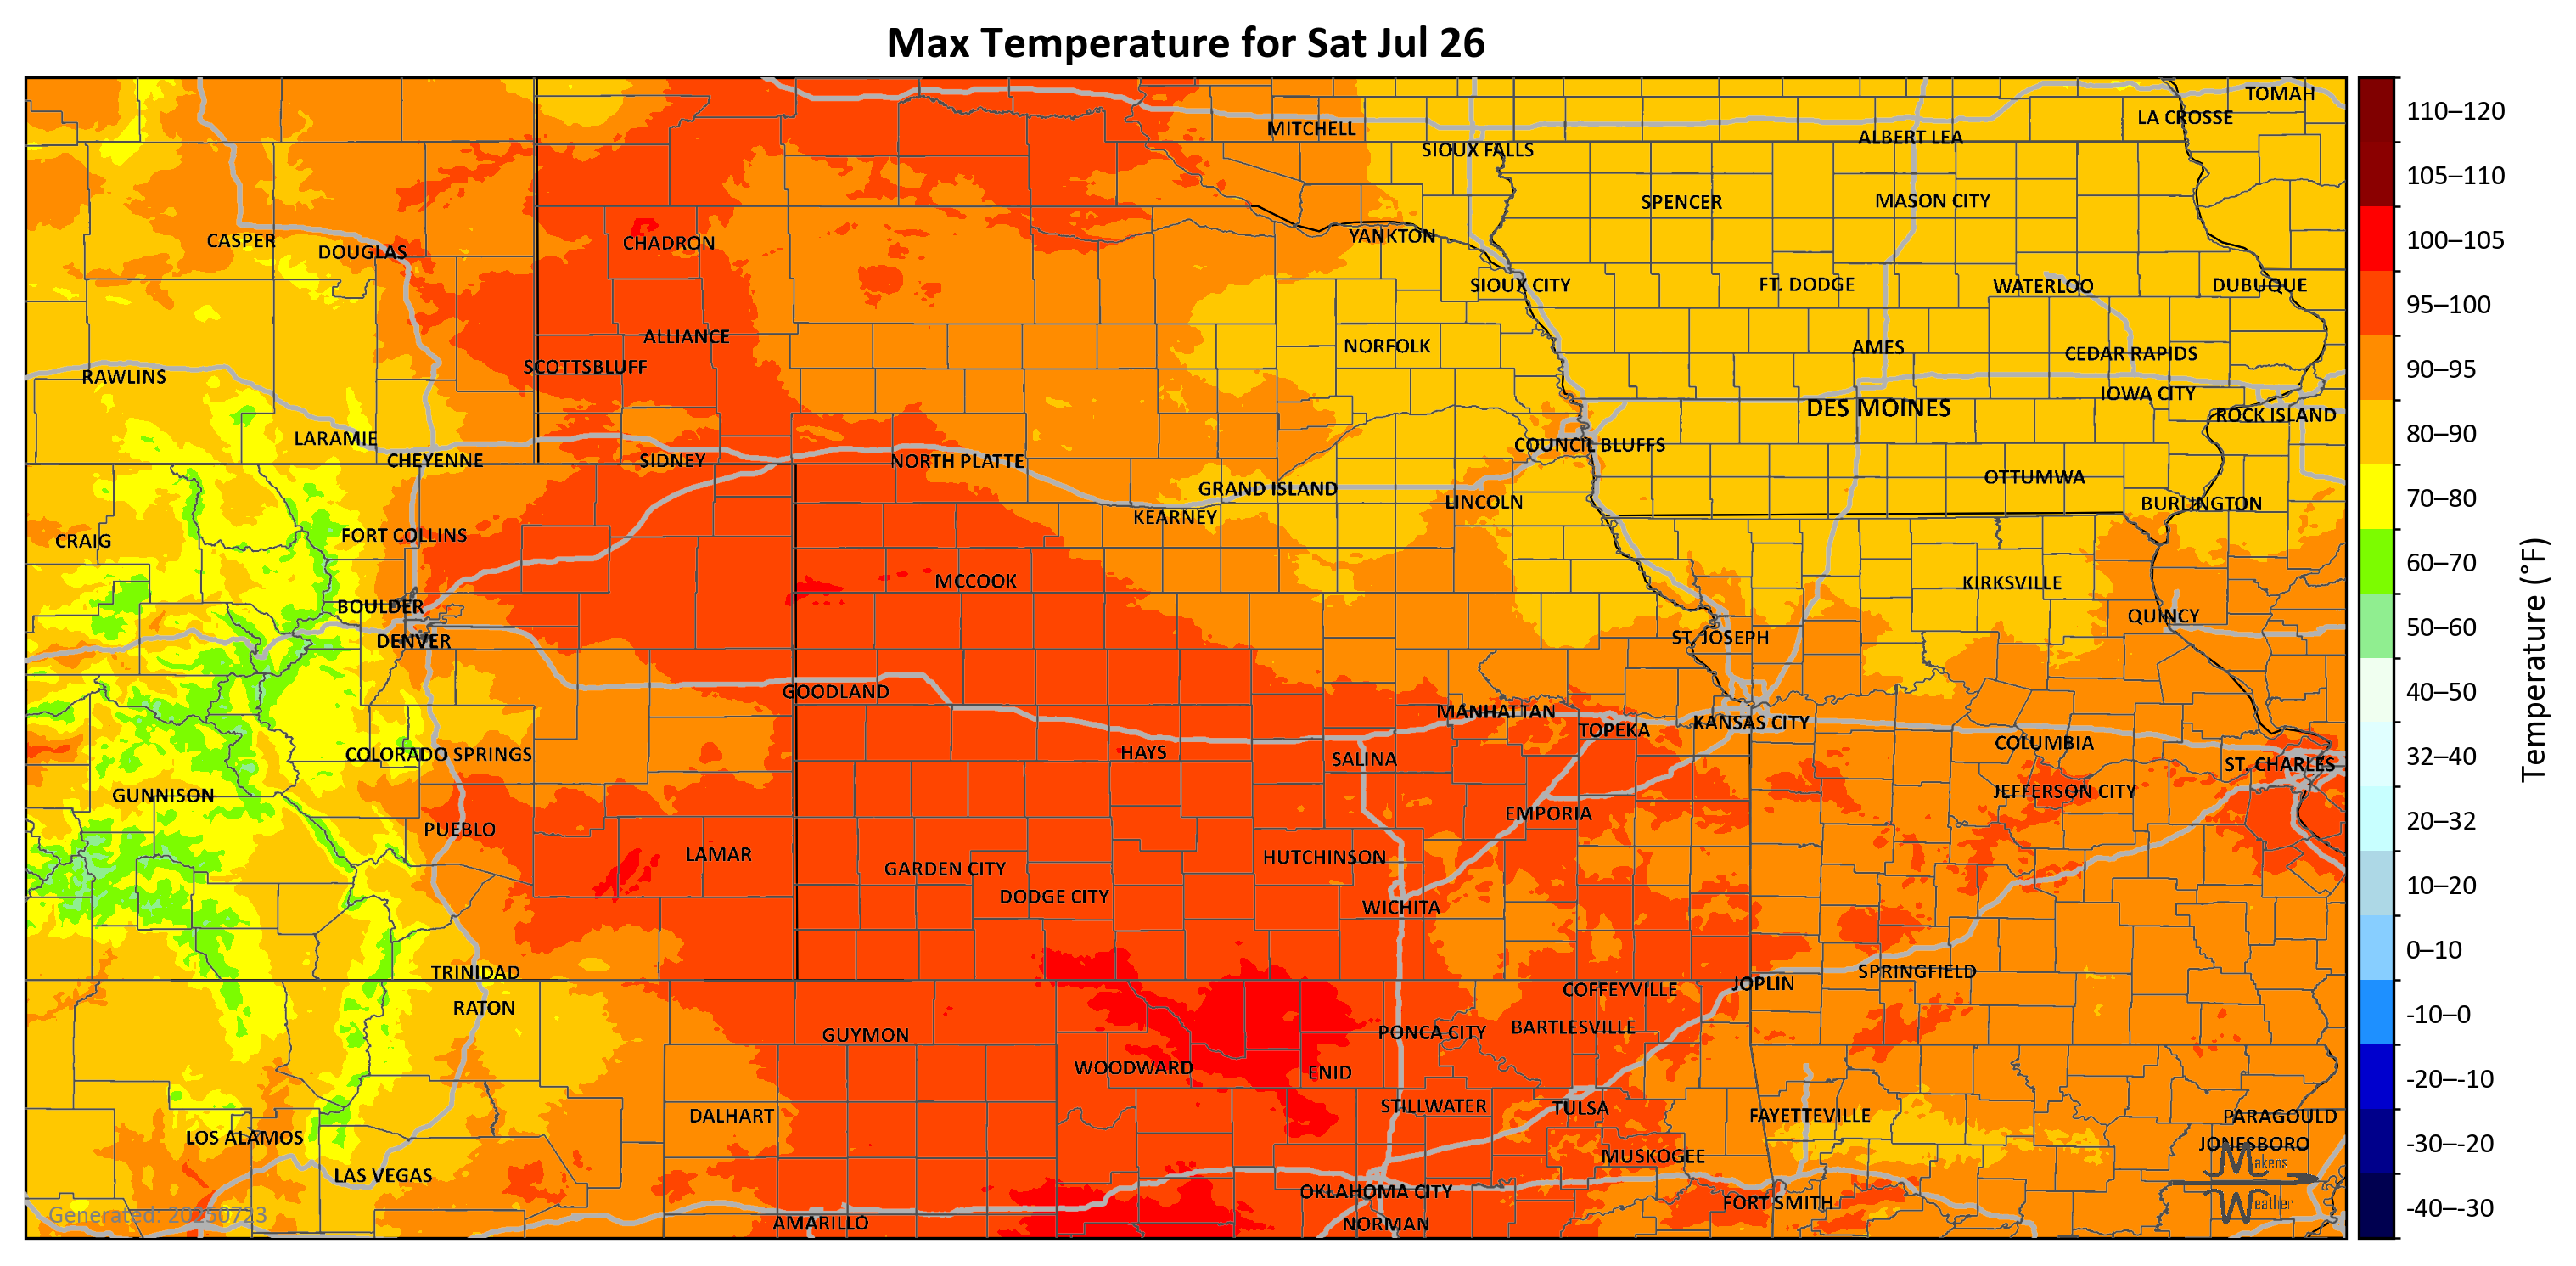 Max Temperature for Sat Jul 26
TOMAH
LA CROSSE
MITCHELL
ALBERT LEA
SIOUX FALLS
SPENCER
MASON CITY
CASPER
DOUGLAS
CHADRON
YANKTON
SIOUX CITY
FT. DODGE
WATERLOO
DUBUQUE
ALLIANCE
NORFOLK
AMES
CEDAR RAPIDS
SCOTTSBLUFF
RAWLINS
IOWA CITY
DES MOINES
ROCK ISLAND
LARAMIE
COUNCIL BLUFFS
CHEYENNE
SIDNEY
NORTH PLATTE
OTTUMWA
GRAND ISLAND
LINCOLN
BURLINGTON
KEARNEY
FORT COLLINS
CRAIG
MCCOOK
KIRKSVILLE
BOULDER
QUINCY
DENVER
ST. JOSEPH
GOODLAND
MANHATTAN
TOPEKA
KANSAS CITY
COLUMBIA
COLORADO SPRINGS
HAYS
SALINA
ST. CHARLES
GUNNISON
JEFFERSON CITY
EMPORIA
PUEBLO
LAMAR
HUTCHINSON
GARDEN CITY
DODGE CITY
WICHITA
TRINIDAD
SPRINGFIELD
JOPLIN
COFFEYVILLE
RATON
GUYMON
PONCA CITY
BARTLESVILLE
WOODWARD
ENID
STILLWATER
TULSA
DALHART
FAYETTEVILLE
PARAGOULD
LOS ALAMOS
JONESBORO
MUSKOGEE
LAS VEGAS
OKLAHOMA CITY
FORT SMITH
AMARILLO
NORMAN
Generated: 20250723
Makens
Weather
110–120
105–110
100–105
95–100
90–95
80–90
70–80
60–70
50–60
40–50
32–40
20–32
10–20
0–10
-10–0
-20–-10
-30–-20
-40–-30
Temperature (°F)